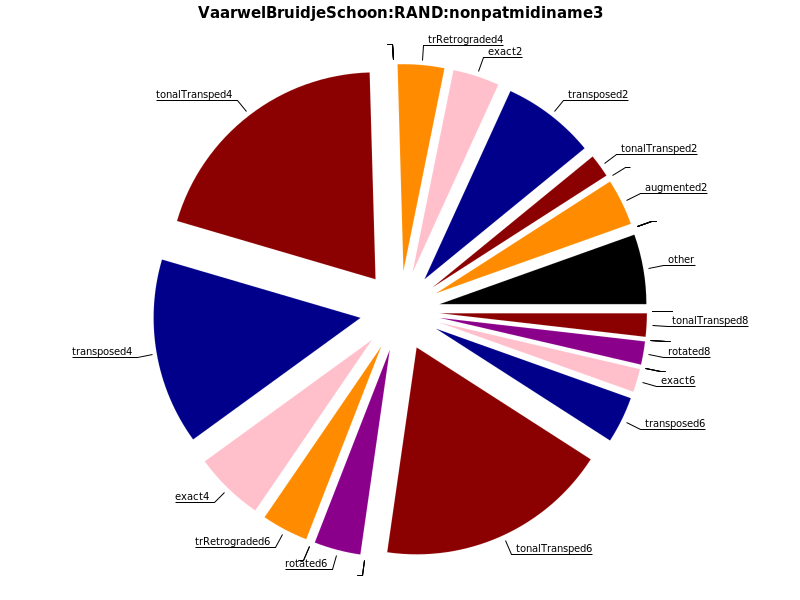 VaarwelBruidjeSchoon:RAND:nonpatmidiname3
trRetrograded4
exact2
tonalTransped4
transposed2
tonalTransped2
augmented2
other
tonalTransped8
transposed4
rotated8
exact6
transposed6
exact4
trRetrograded6
tonalTransped6
rotated6